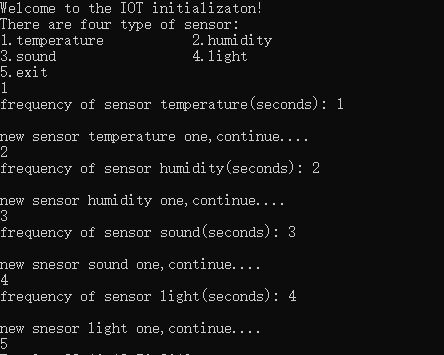 Welcome to the IOT initializaton!
There are four type of sensor:
1.temperature 2.humidity
3.sound 4.light
5.exit
1
frequency of sensor temperature(seconds): 1
new sensor temperature one,continue....
2
frequency of sensor humidity(seconds): 2
new sensor humidity one,continue....
3
frequency of sensor sound(seconds): 3
new snesor sound one,continue....
4
frequency of sensor light(seconds): 4
new snesor light one,continue....
5